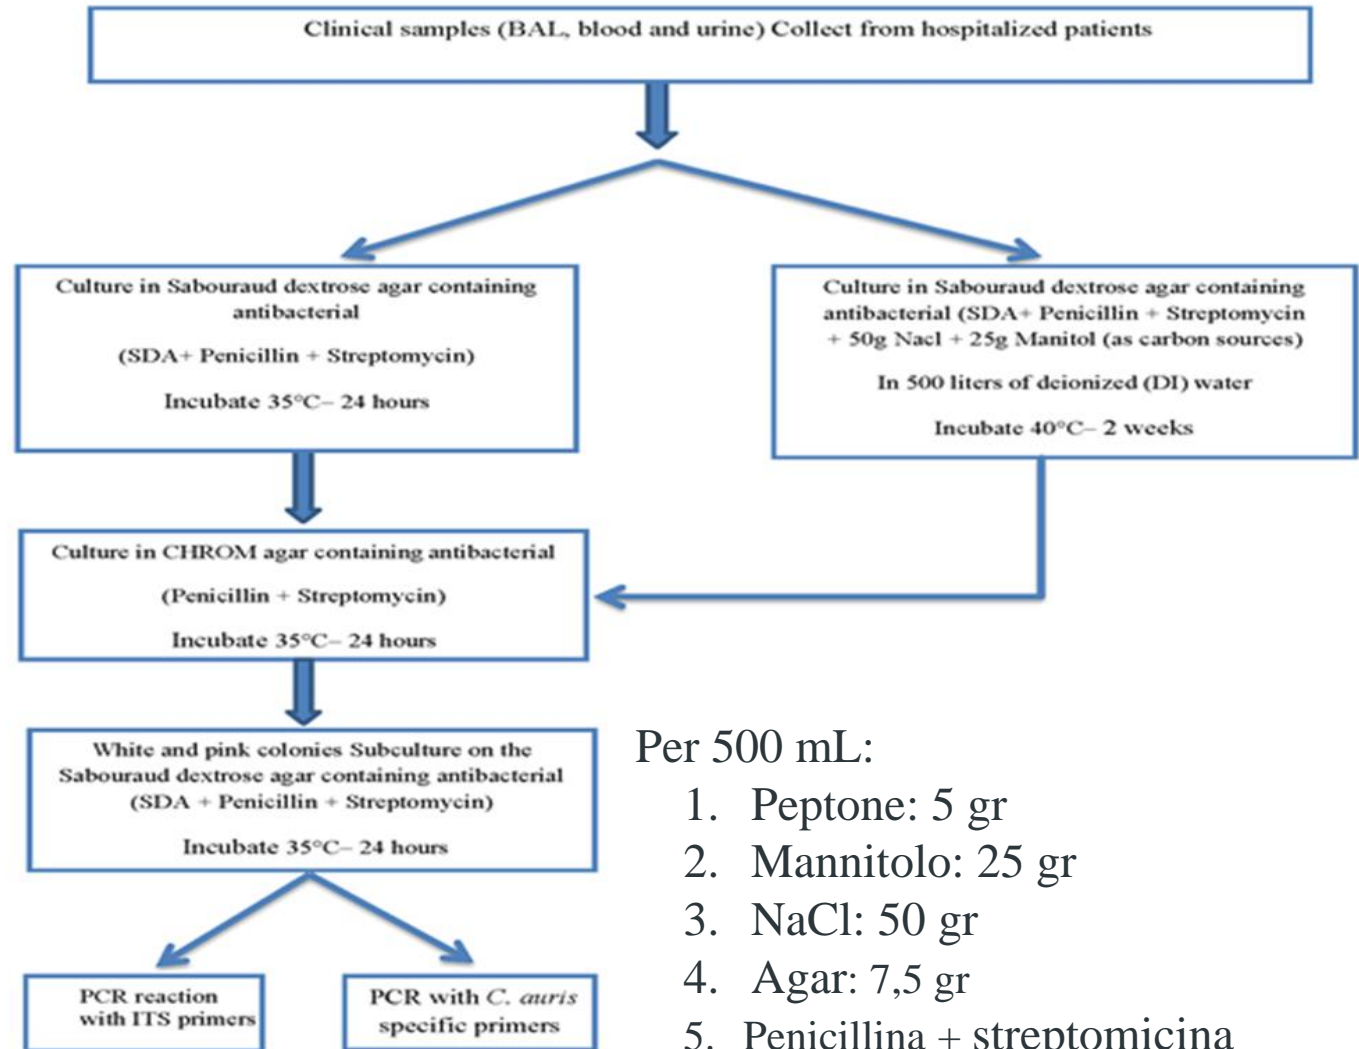 Clinical samples (BAL, blood and urine) Collect from hospitalized patients
Culture in Sabouraud dextrose agar containing
antibacterial
(SDA+ Penicillin + Streptomycin)
Incubate 35°C– 24 hours
Culture in Sabouraud dextrose agar containing
antibacterial (SDA+ Penicillin + Streptomycin
+ 50g Nacl + 25g Manitol (as carbon sources)
In 500 liters of deionized (DI) water
Incubate 40°C– 2 weeks
Culture in CHROM agar containing antibacterial
(Penicillin + Streptomycin)
Incubate 35°C– 24 hours
White and pink colonies Subculture on the
Sabouraud dextrose agar containing antibacterial
(SDA + Penicillin + Streptomycin)
Incubate 35°C– 24 hours
PCR reaction
with ITS primers
PCR with C. auris
specific primers
Per 500 mL:
1. Peptone: 5 gr
2. Mannitolo: 25 gr
3. NaCl: 50 gr
4. Agar: 7,5 gr
5. Penicillina + streptomicina